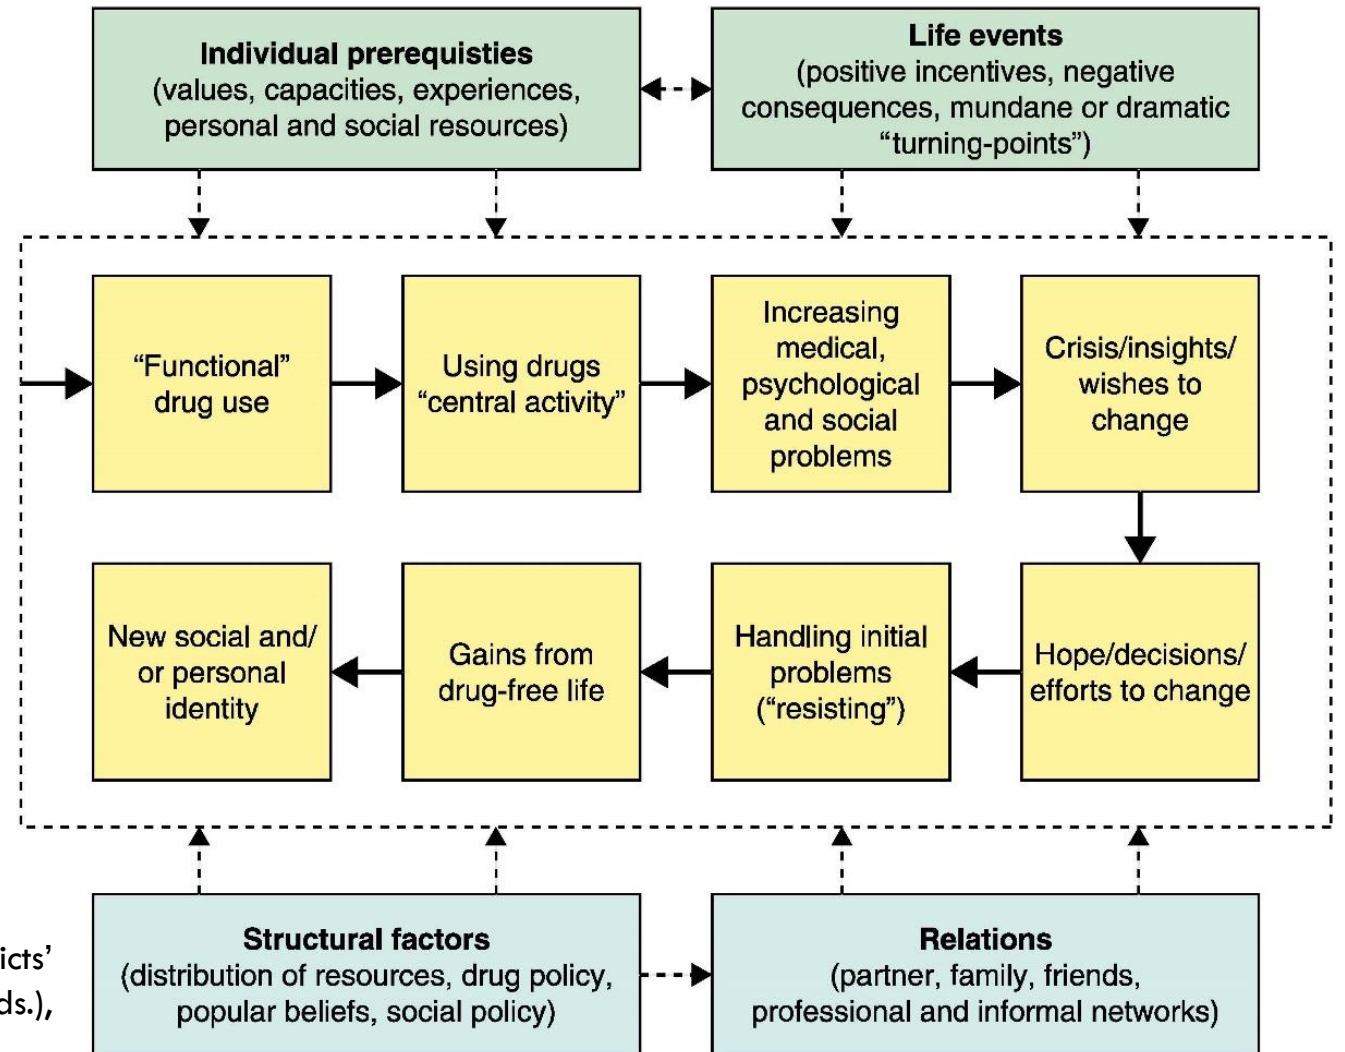 Individual prerequisties
(values, capacities, experiences,
personal and social resources)
Life events
(positive incentives, negative
consequences, mundane or dramatic
“turning-points”)
“Functional”
drug use
Using drugs
“central activity”
Increasing
medical,
psychological
and social
problems
Crisis/insights/
wishes to
change
New social and/
or personal
identity
Gains from
drug-free life
Handling initial
problems
(“resisting”)
Hope/decisions/
efforts to change
icts’
ds.),
Structural factors
(distribution of resources, drug policy,
popular beliefs, social policy)
Relations
(partner, family, friends,
professional and informal networks)